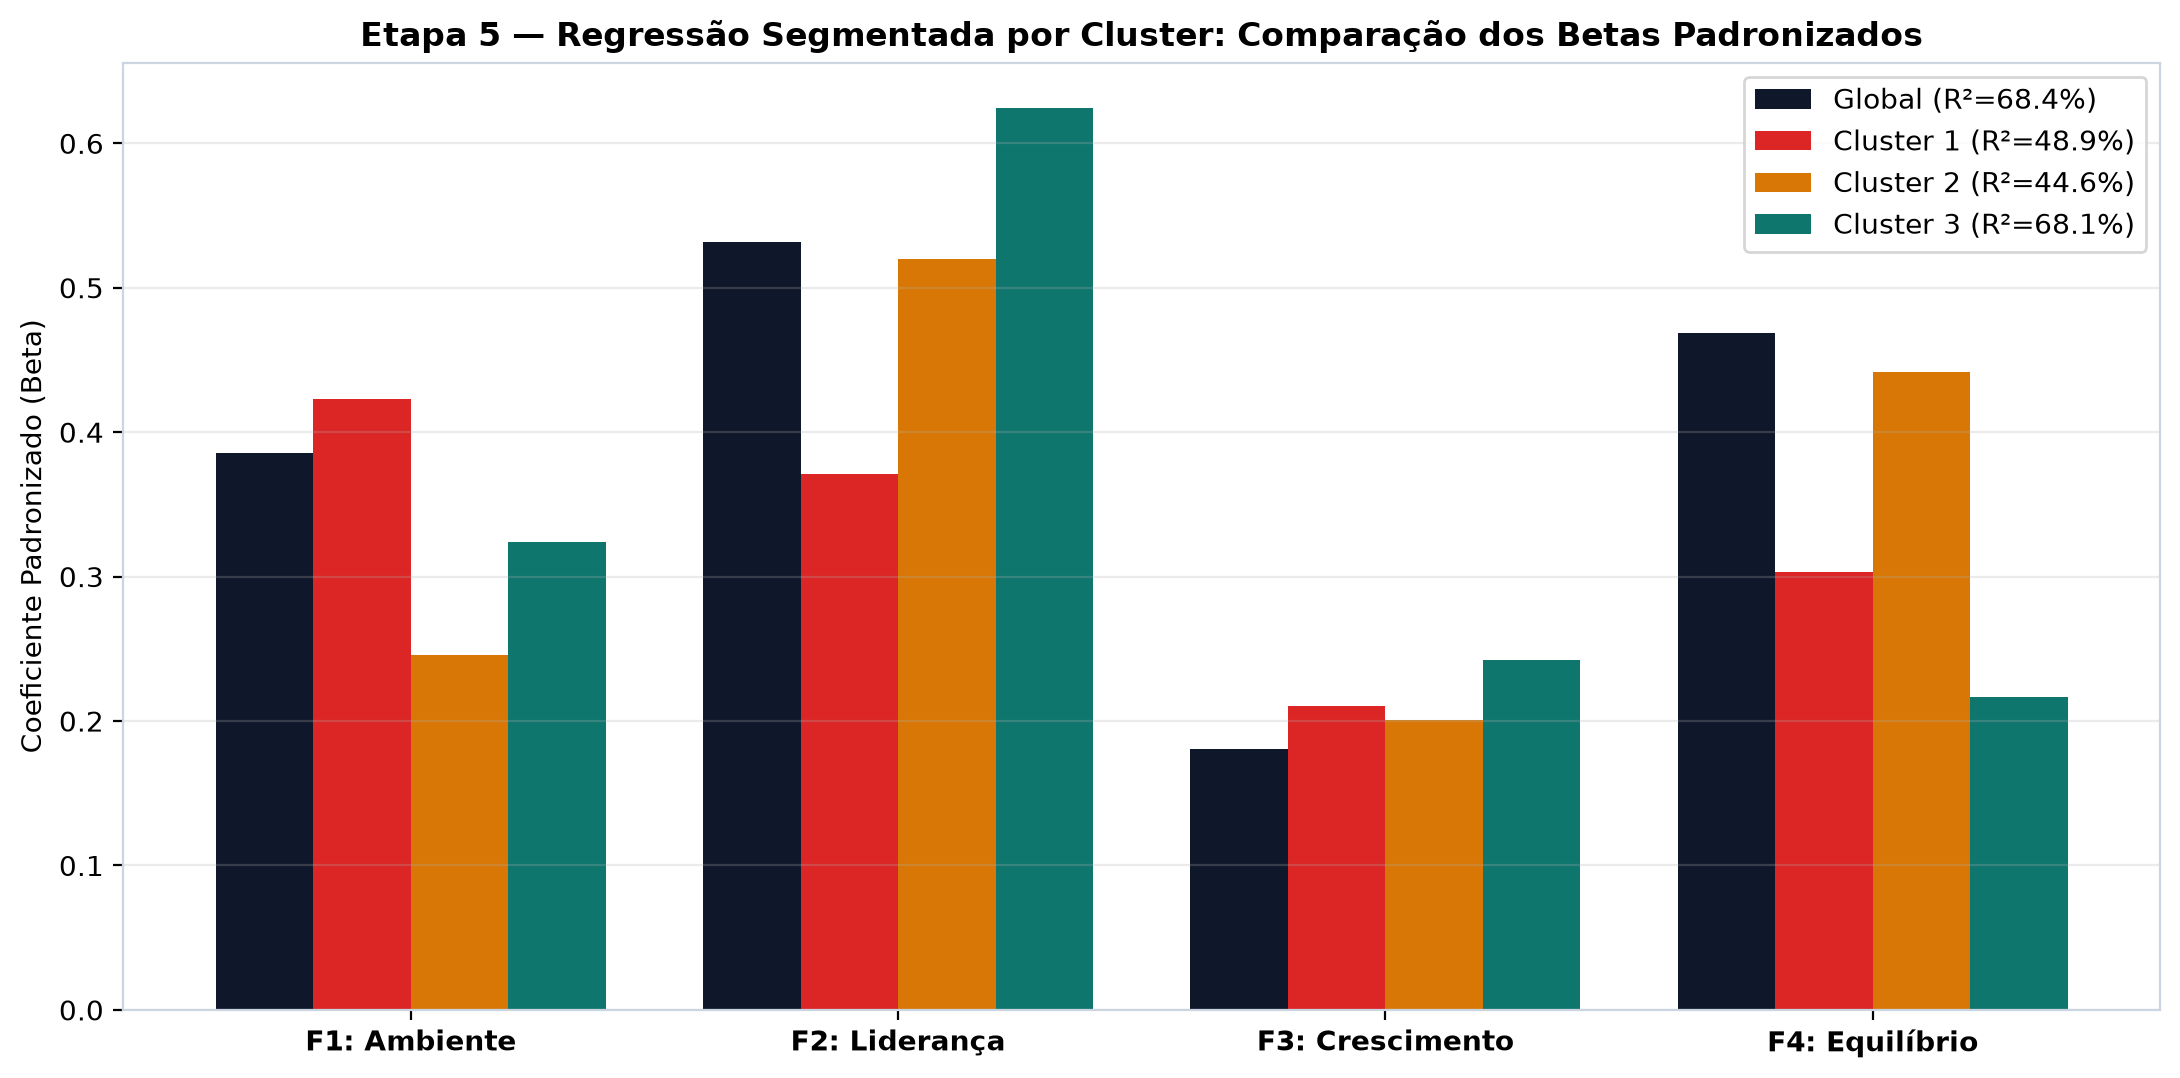 Etapa 5 — Regressão Segmentada por Cluster: Comparação dos Betas Padronizados
Global (R²=68.4%)
Cluster 1 (R²=48.9%)
Cluster 2 (R²=44.6%)
Cluster 3 (R²=68.1%)
Coeficiente Padronizado (Beta)
0.6
0.5
0.4
0.3
0.2
0.1
0.0
F1: Ambiente
F2: Liderança
F3: Crescimento
F4: Equilíbrio